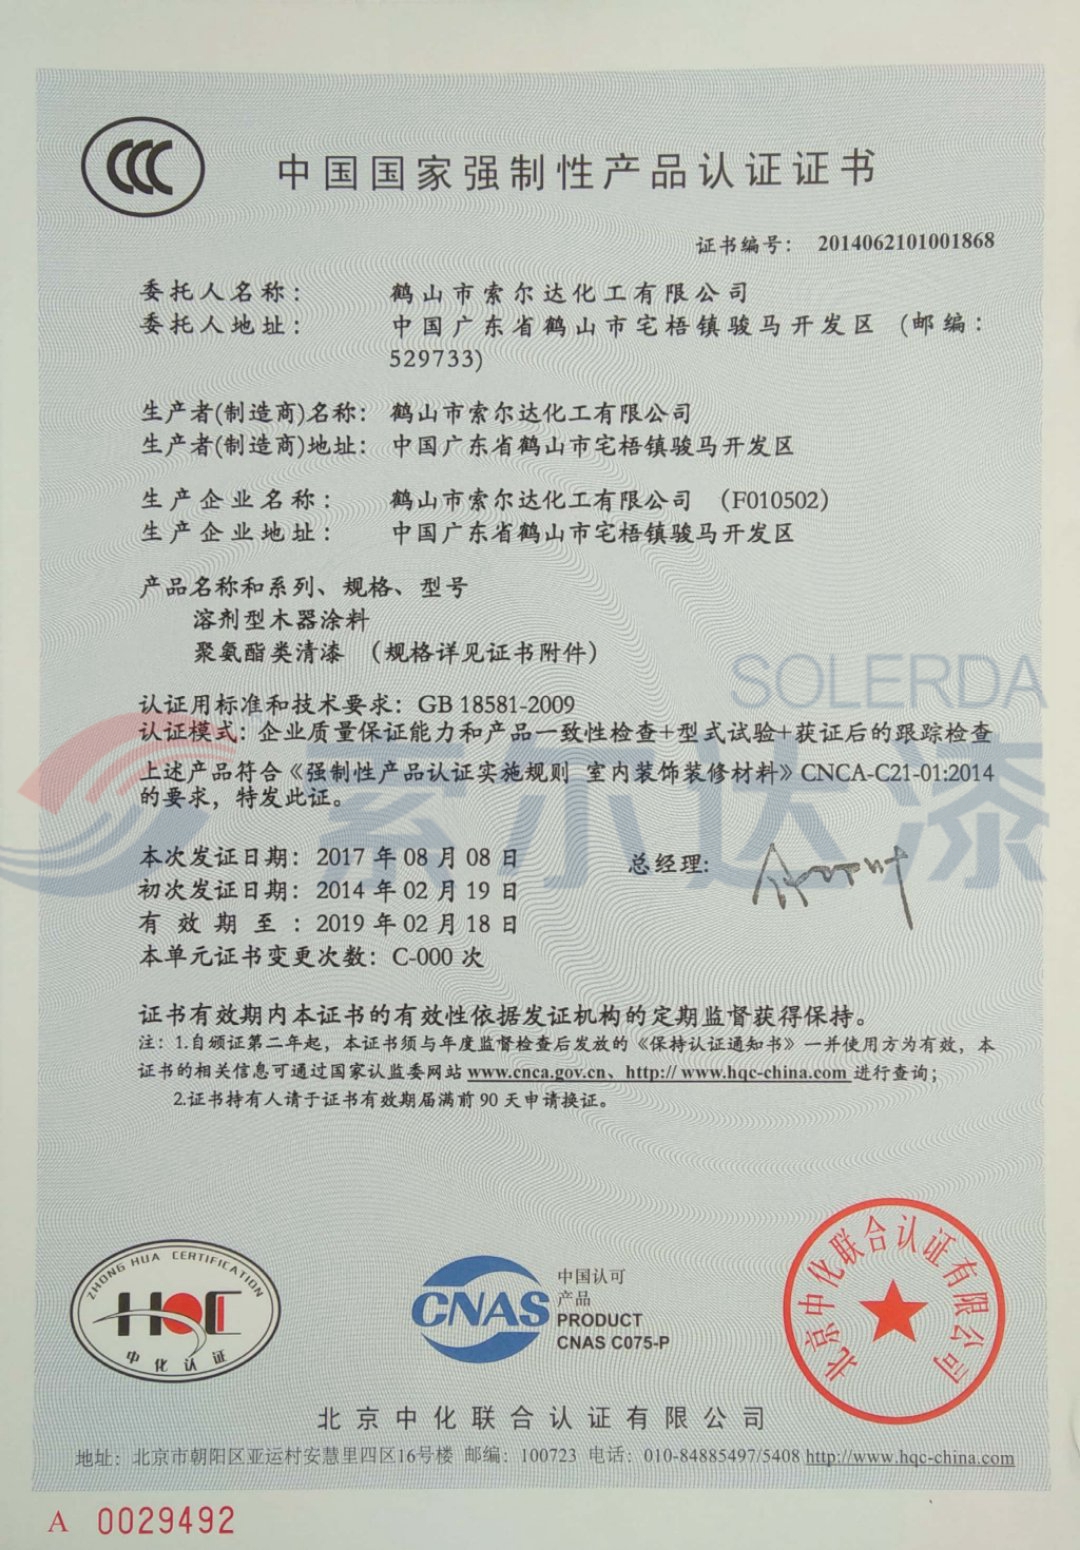 CCC
中国国家强制性产品认证证书
证书编号： 2014062101001868
委托人名称： 鹤山市索尔达化工有限公司
委托人地址： 中国广东省鹤山市宅梧镇骏马开发区 (邮编：
529733)
生产者(制造商)名称： 鹤山市索尔达化工有限公司
生产者(制造商)地址： 中国广东省鹤山市宅梧镇骏马开发区
生产企业名称： 鹤山市索尔达化工有限公司 （F010502）
生产企业地址： 中国广东省鹤山市宅梧镇骏马开发区
产品名称和系列、规格、型号
溶剂型木器涂料
聚氨酯类清漆 （规格详见证书附件）
SOLERDA
认证用标准和技术要求：GB 18581-2009
认证模式：企业质量保证能力和产品一致性检查+型式试验+获证后的跟踪检查
上述产品符合《强制性产品认证实施规则 室内装饰装修材料》CNCA-C21-01:2014
的要求，特发此证。
索尔达漆
本次发证日期： 2017 年 08 月 08 日
总经理:
初次发证日期： 2014 年 02 月 19 日
有效期至： 2019 年 02 月 18 日
本单元证书变更次数：C-000 次
证书有效期内本证书的有效性依据发证机构的定期监督获得保持。
注：1.自颁证第二年起，本证书须与年度监督检查后发放的《保持认证通知书》一并使用方为有效，本
证书的相关信息可通过国家认监委网站 www.cnca.gov.cn、http:// www.hqc-china.com 进行查询；
2.证书持有人请于证书有效期届满前 90 天申请换证。
ZHONG HUA CERTIFICATION
HQC
中化认证
CNAS
中国认可
产品
PRODUCT
CNAS C075-P
北京中化联合认证有限公司
北京中化联合认证有限公司
地址：北京市朝阳区亚运村安慧里四区16号楼 邮编：100723 电话：010-84885497/5408 http://www.hqc-china.com
A 0029492